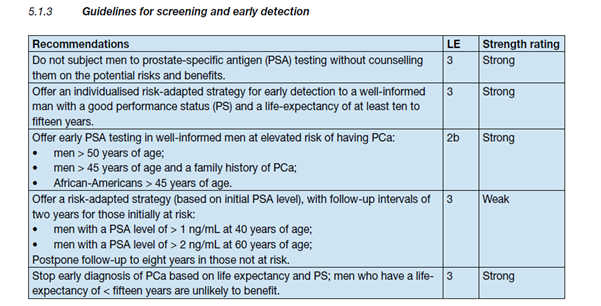 5.1.3 Guidelines for screening and early detection
Recommendations LE Strength rating
Do not subject men to prostate-specific antigen (PSA) testing without counselling 3 Strong
them on the potential risks and benefits.
Offer an individualised risk-adapted strategy for early detection to a well-informed 3 Strong
man with a good performance status (PS) and a life-expectancy of at least ten to
fifteen years.
Offer early PSA testing in well-informed men at elevated risk of having PCa: 2b Strong
• men > 50 years of age;
• men > 45 years of age and a family history of PCa;
• African-Americans > 45 years of age.
Offer a risk-adapted strategy (based on initial PSA level), with follow-up intervals of 3 Weak
two years for those initially at risk:
• men with a PSA level of > 1 ng/mL at 40 years of age;
• men with a PSA level of > 2 ng/mL at 60 years of age;
Postpone follow-up to eight years in those not at risk.
Stop early diagnosis of PCa based on life expectancy and PS; men who have a life- 3 Strong
expectancy of < fifteen years are unlikely to benefit.